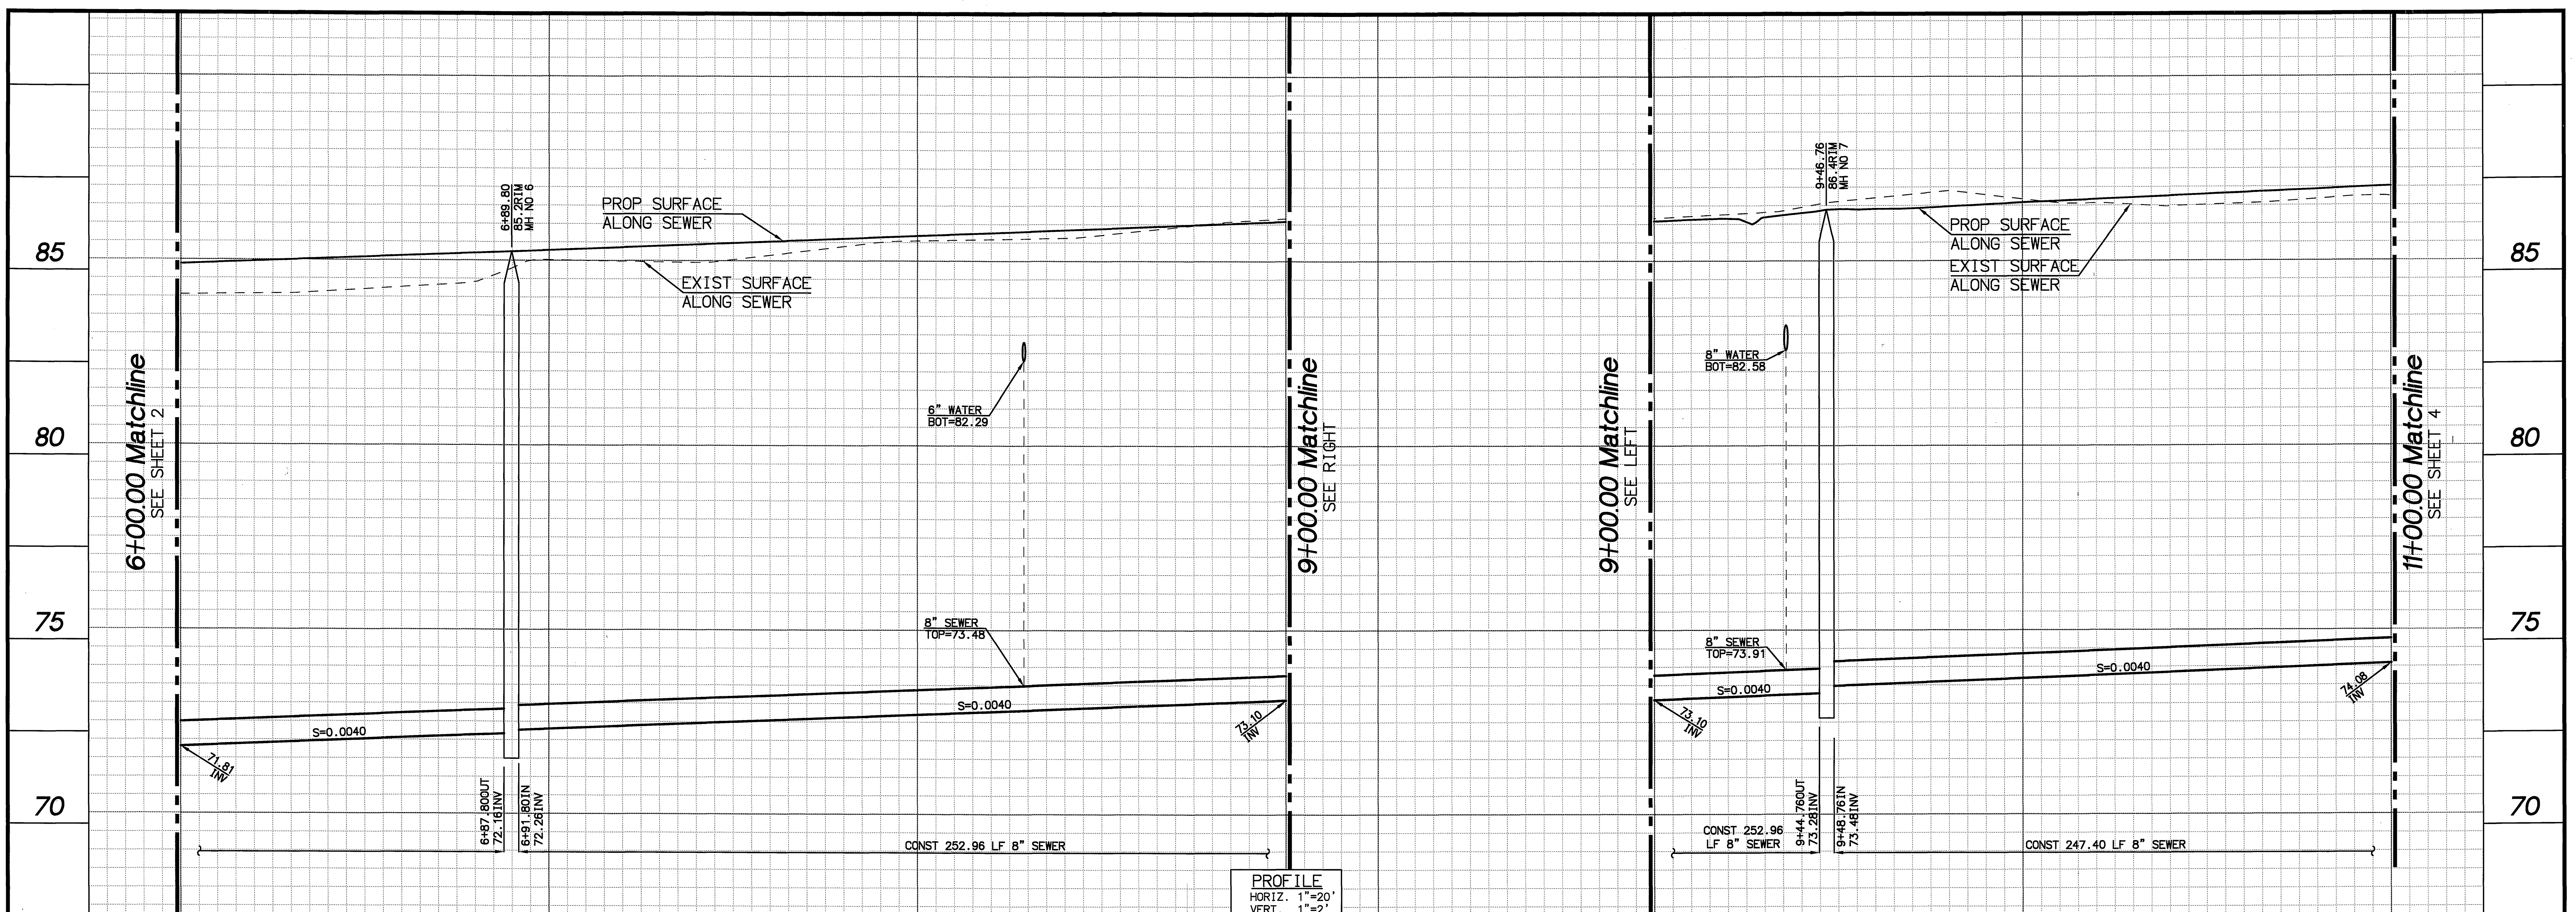 85
80
75
70
6+00.00 Matchline
SEE SHEET 2
6+89.80
85.2RIM
MH NO 6
PROP SURFACE
ALONG SEWER
EXIST SURFACE
ALONG SEWER
6" WATER
BOT=82.29
8" SEWER
TOP=73.48
S=0.0040
S=0.0040
71.81
INV
73.10
INV
6+87.80OUT
72.16INV
6+91.80IN
72.26INV
CONST 252.96 LF 8" SEWER
9+00.00 Matchline
SEE RIGHT
PROFILE
HORIZ. 1"=20'
VERT. 1"=2'
9+00.00 Matchline
SEE LEFT
9+46.76
86.4RIM
MH NO 7
PROP SURFACE
ALONG SEWER
EXIST SURFACE
ALONG SEWER
8" WATER
BOT=82.58
8" SEWER
TOP=73.91
S=0.0040
S=0.0040
73.10
INV
74.08
INV
CONST 252.96
LF 8" SEWER
9+44.76OUT
73.28INV
9+48.76IN
73.48INV
CONST 247.40 LF 8" SEWER
11+00.00 Matchline
SEE SHEET 4
85
80
75
70